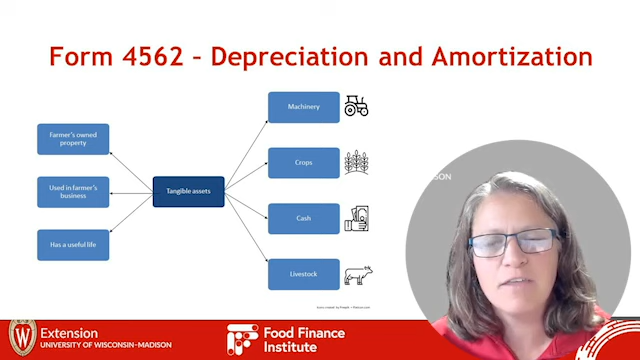 Form 4562 – Depreciation and Amortization
Farmer's owned
property
Used in farmer's
business
Has a useful life
Tangible assets
Machinery
Crops
Cash
Livestock
Extension
UNIVERSITY OF WISCONSIN–MADISON
Food Finance
Institute